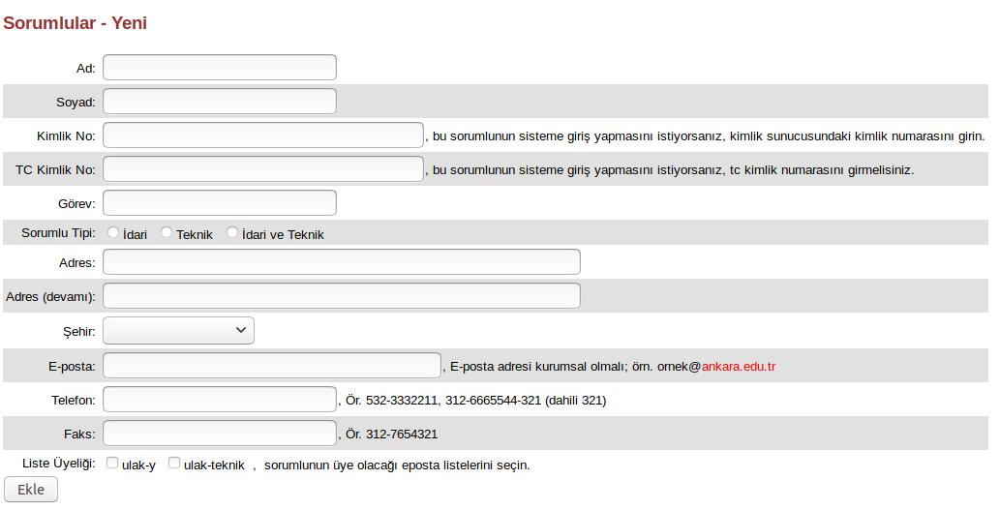 Sorumlular - Yeni
Ad:
Soyad:
Kimlik No: , bu sorumlunun sisteme giriş yapmasını istiyorsanız, kimlik sunucusundaki kimlik numarasını girin.
TC Kimlik No: , bu sorumlunun sisteme giriş yapmasını istiyorsanız, tc kimlik numarasını girmelisiniz.
Görev:
Sorumlu Tipi: İdari Teknik İdari ve Teknik
Adres:
Adres (devamı):
Şehir:
E-posta: , E-posta adresi kurumsal olmalı; örn. ornek@ankara.edu.tr
Telefon: , Ör. 532-3332211, 312-6665544-321 (dahili 321)
Faks: , Ör. 312-7654321
Liste Üyeliği: ulak-y ulak-teknik , sorumlunun üye olacağı eposta listelerini seçin.
Ekle